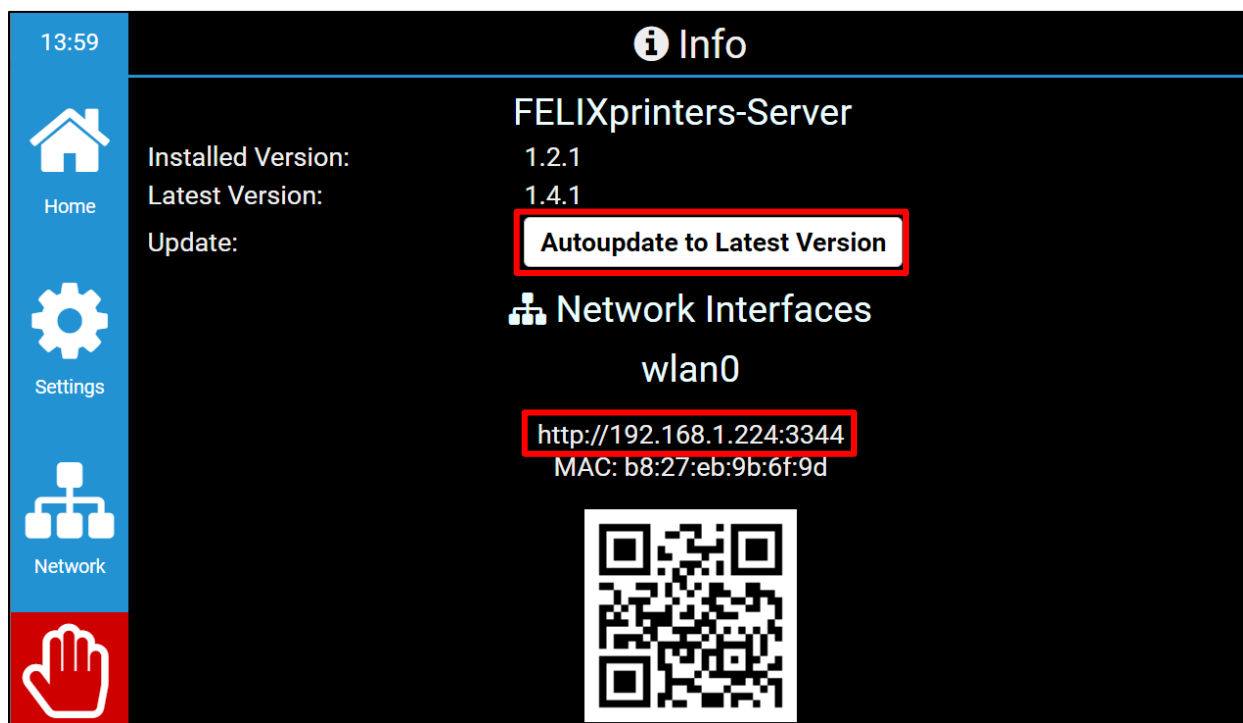 13:59
Info
Home
Settings
Network
FELIXprinters-Server
Installed Version: 1.2.1
Latest Version: 1.4.1
Update: Autoupdate to Latest Version
Network Interfaces
wlan0
http://192.168.1.224:3344
MAC: b8:27:eb:9b:6f:9d